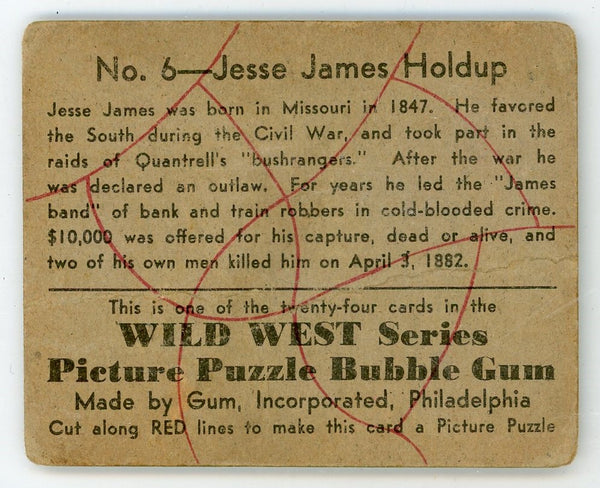 No. 6—Jesse James Holdup
Jesse James was born in Missouri in 1847. He favored
the South during the Civil War, and took part in the
raids of Quantrell's "bushrangers." After the war he
was declared an outlaw. For years he led the "James
band" of bank and train robbers in cold-blooded crime.
$10,000 was offered for his capture, dead or alive, and
two of his own men killed him on April 3, 1882.
This is one of the twenty-four cards in the
WILD WEST Series
Picture Puzzle Bubble Gum
Made by Gum, Incorporated, Philadelphia
Cut along RED lines to make this card a Picture Puzzle